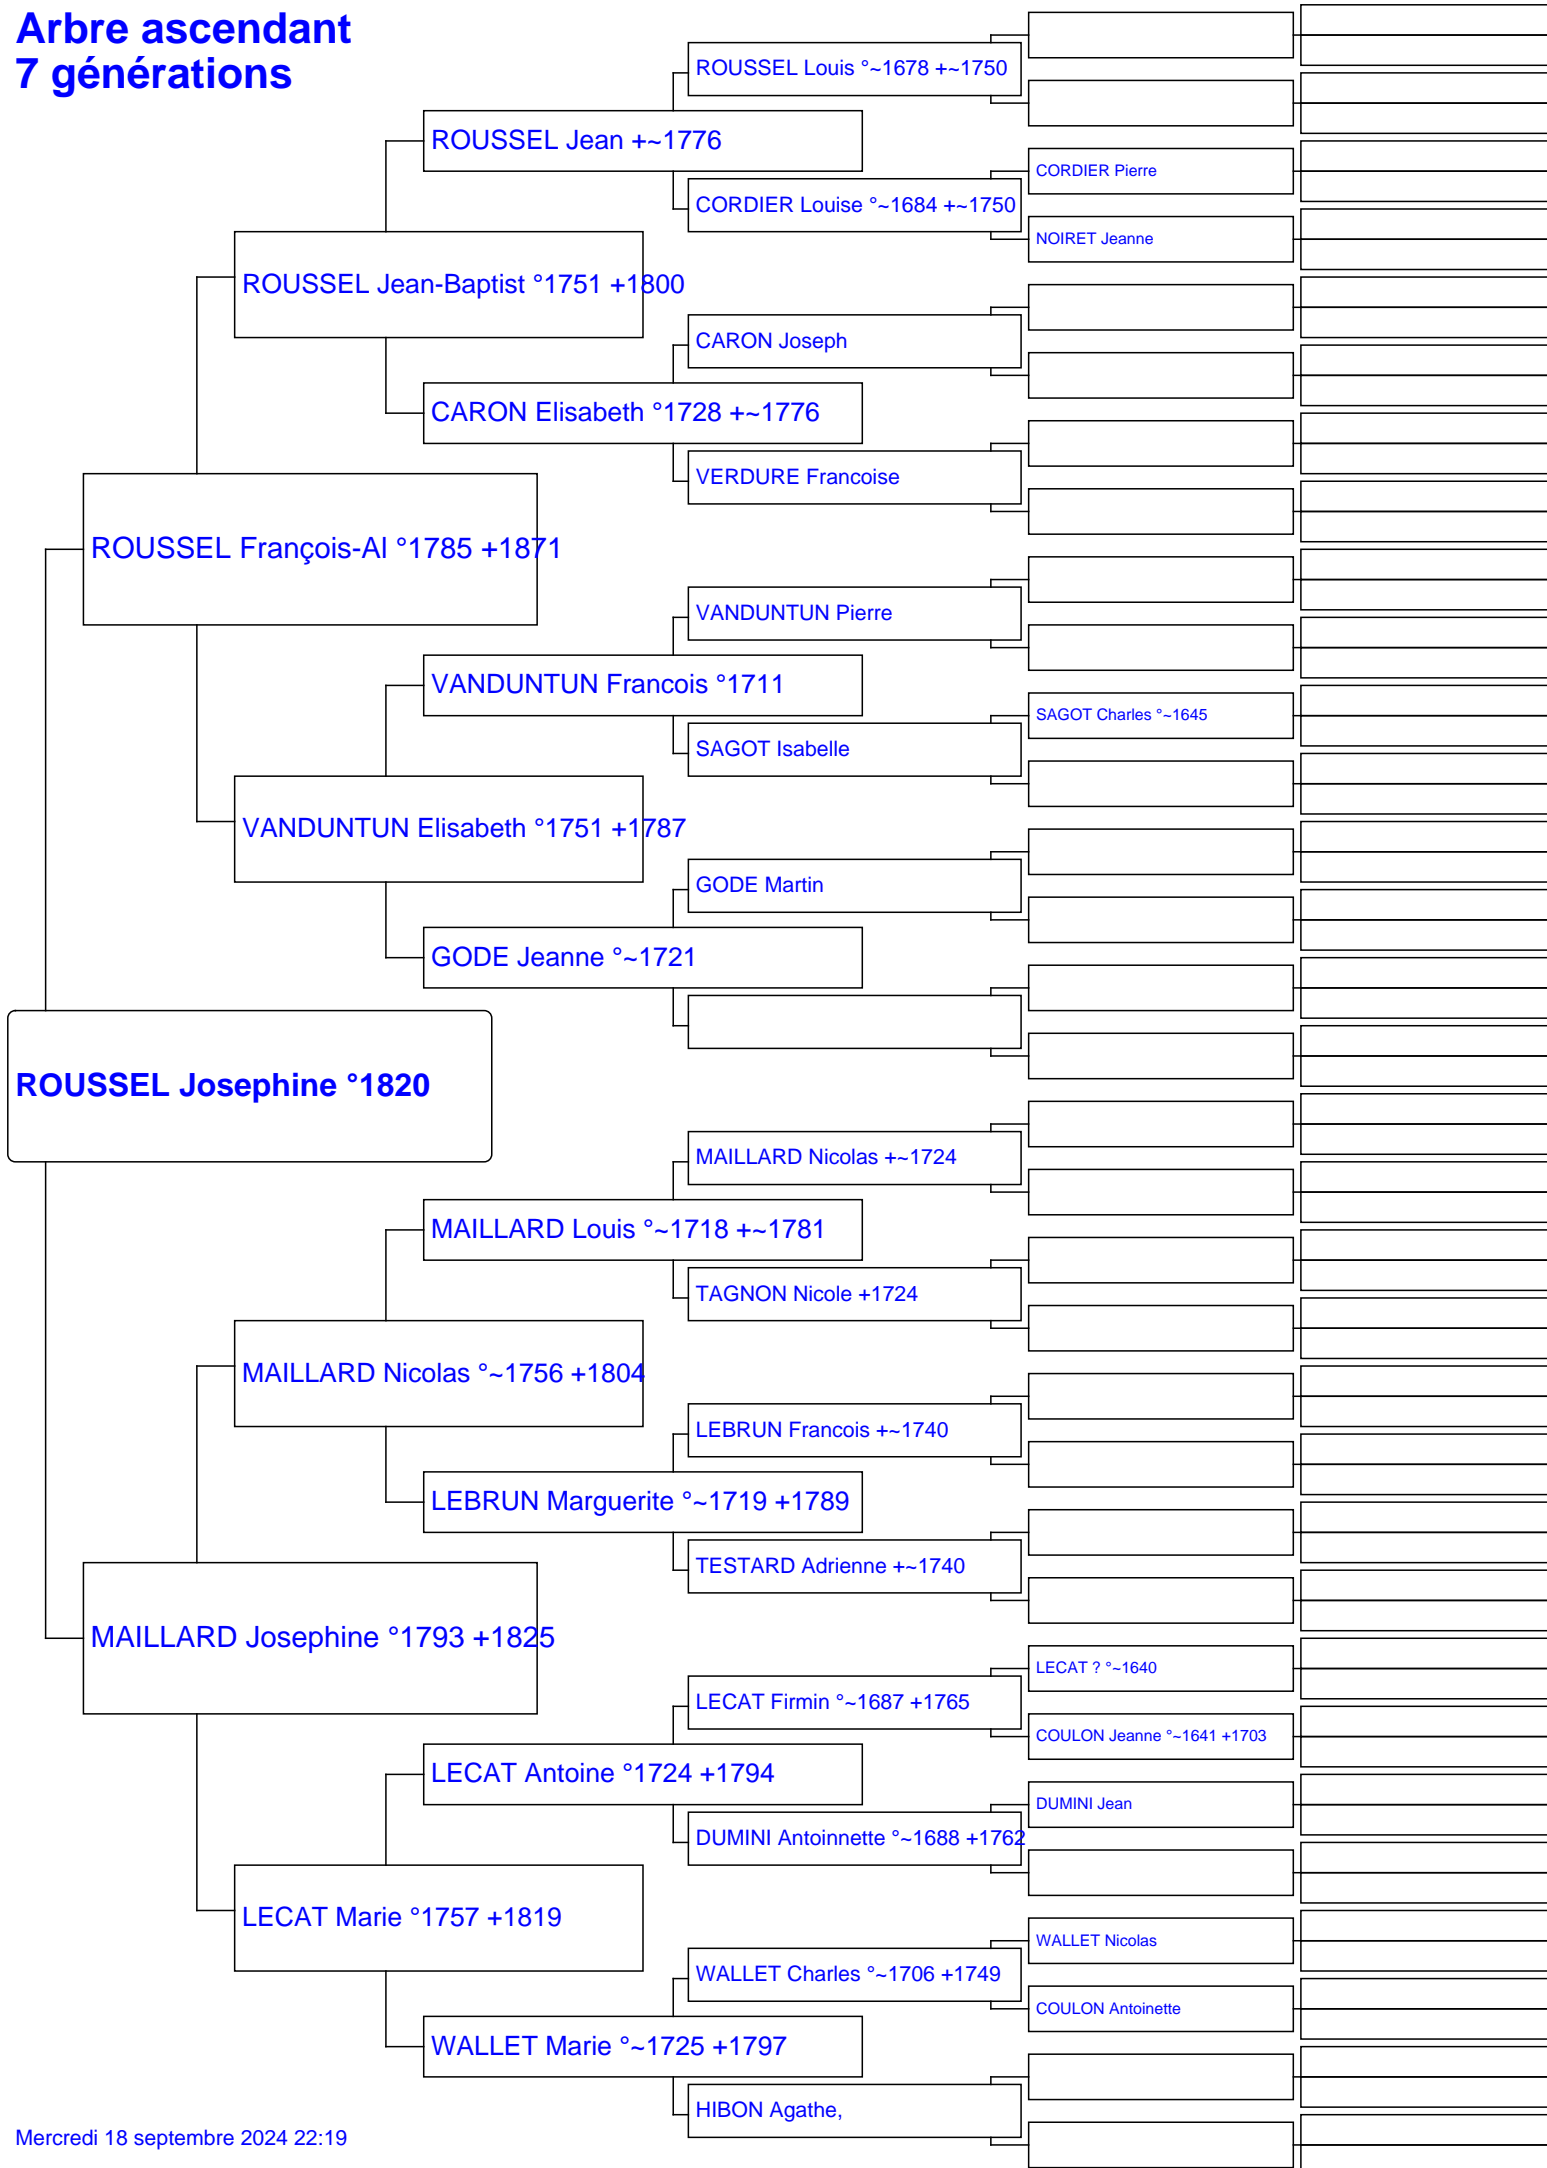 Arbre ascendant
7 générations
ROUSSEL Louis °~1678 +~1750
ROUSSEL Jean +~1776
CORDIER Pierre
CORDIER Louise °~1684 +~1750
NOIRET Jeanne
ROUSSEL Jean-Baptist °1751 +1800
CARON Joseph
CARON Elisabeth °1728 +~1776
VERDURE Francoise
ROUSSEL François-Al °1785 +1871
VANDUNTUN Pierre
VANDUNTUN Francois °1711
SAGOT Charles °~1645
SAGOT Isabelle
VANDUNTUN Elisabeth °1751 +1787
GODE Martin
GODE Jeanne °~1721
ROUSSEL Josephine °1820
MAILLARD Nicolas +~1724
MAILLARD Louis °~1718 +~1781
TAGNON Nicole +1724
MAILLARD Nicolas °~1756 +1804
LEBRUN Francois +~1740
LEBRUN Marguerite °~1719 +1789
TESTARD Adrienne +~1740
MAILLARD Josephine °1793 +1825
LECAT ? °~1640
LECAT Firmin °~1687 +1765
COULON Jeanne °~1641 +1703
LECAT Antoine °1724 +1794
DUMINI Jean
DUMINI Antoinnette °~1688 +1762
LECAT Marie °1757 +1819
WALLET Nicolas
WALLET Charles °~1706 +1749
COULON Antoinette
WALLET Marie °~1725 +1797
HIBON Agathe,
Mercredi 18 septembre 2024 22:19